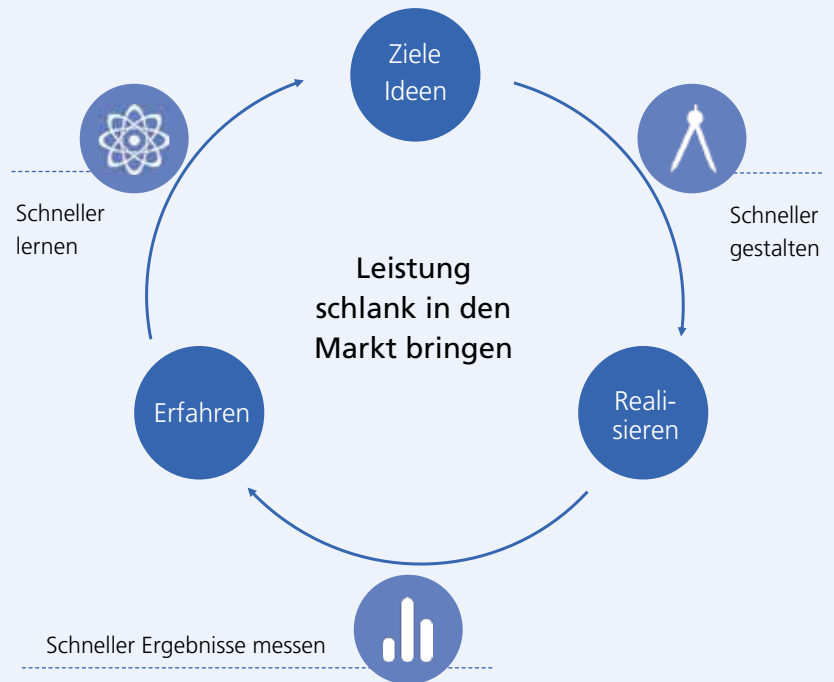 Ziele
Ideen
Schneller
lernen
Schneller
gestalten
Leistung
schlank in den
Markt bringen
Erfahren
Reali-
sieren
Schneller Ergebnisse messen